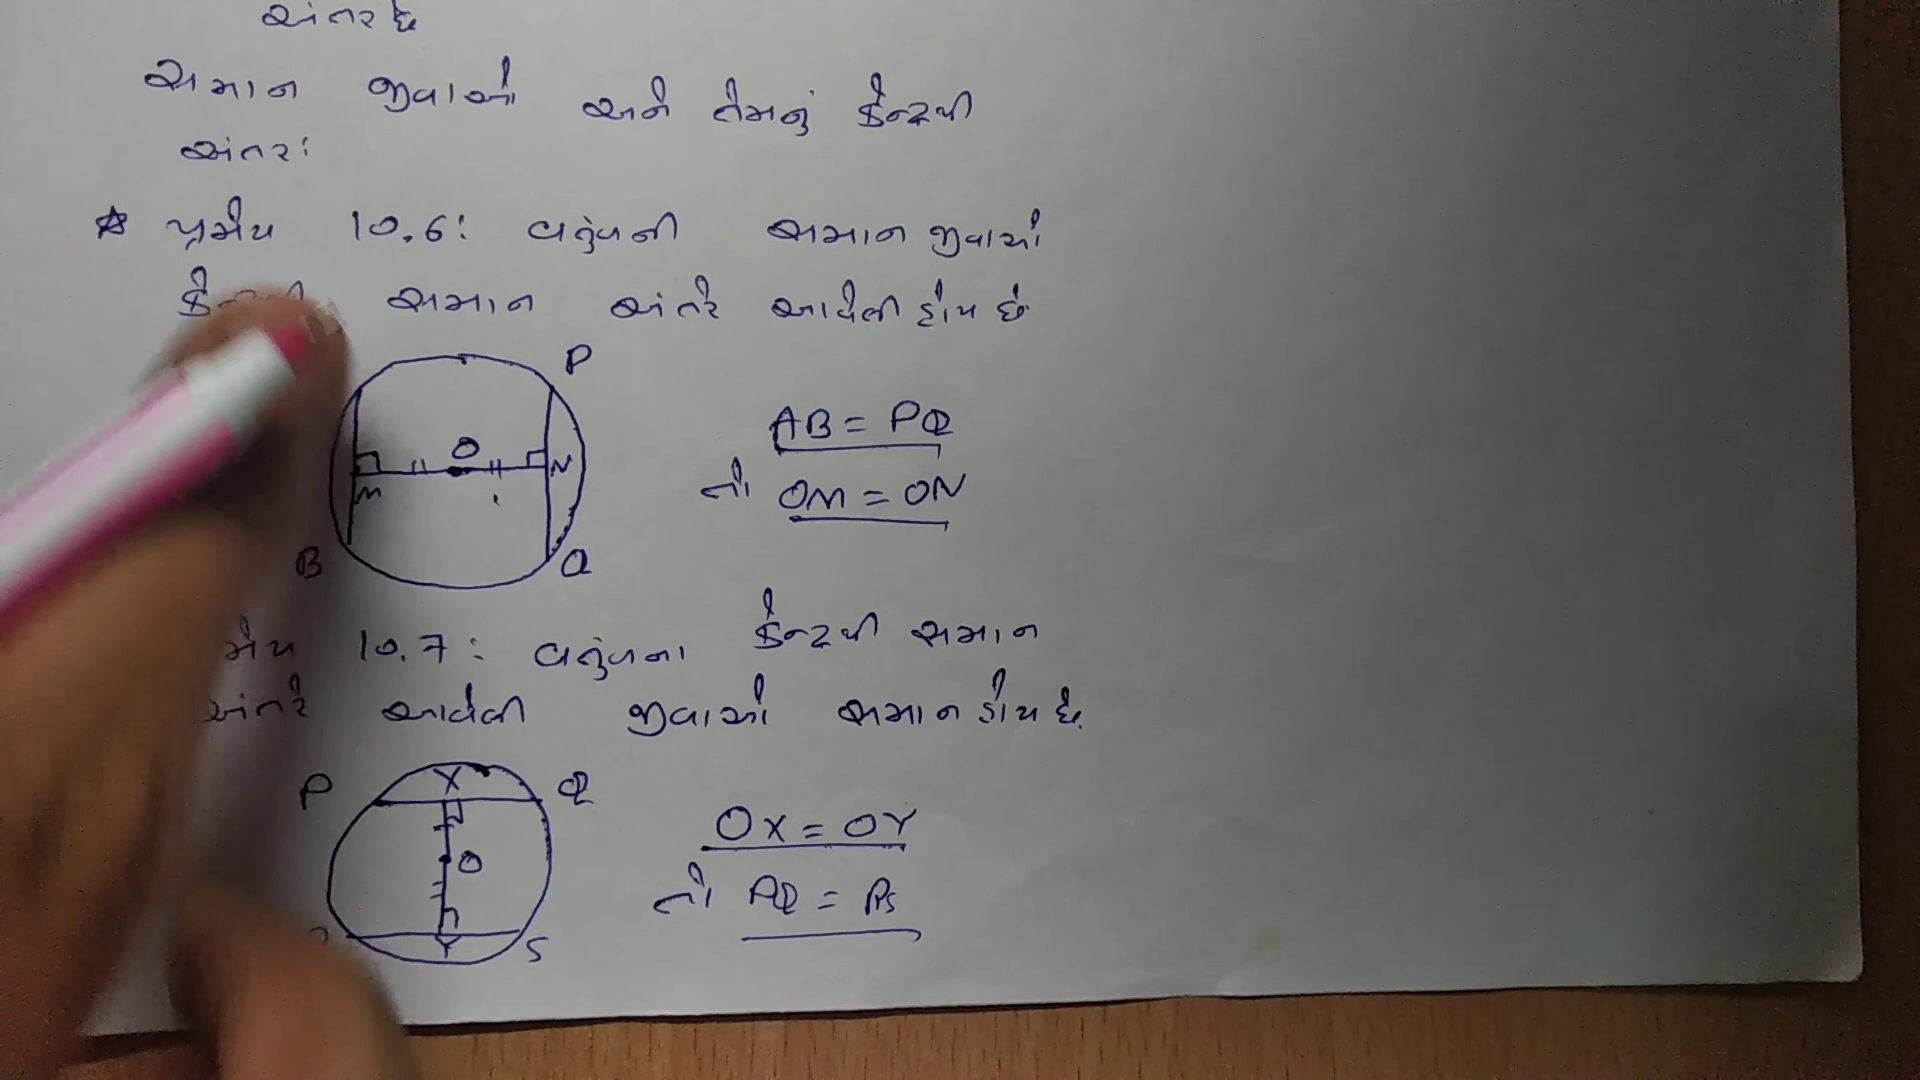 અંતર છે
સમાન જીવાઓ અને તેમનું કેન્દ્રથી
અંતર:
પ્રમેય 10.6: વર્તુળની સમાન જીવાઓ
સમાન અંતરે આવેલી હોય છે
P
O
M
N
B
Q
AB = PQ
તો OM = ON
10.7: વર્તુળના કેન્દ્રથી સમાન
અંતરે આવેલી જીવાઓ સમાન હોય છે.
P
X
Q
O
Y
S
OX = OY
તો PQ = RS